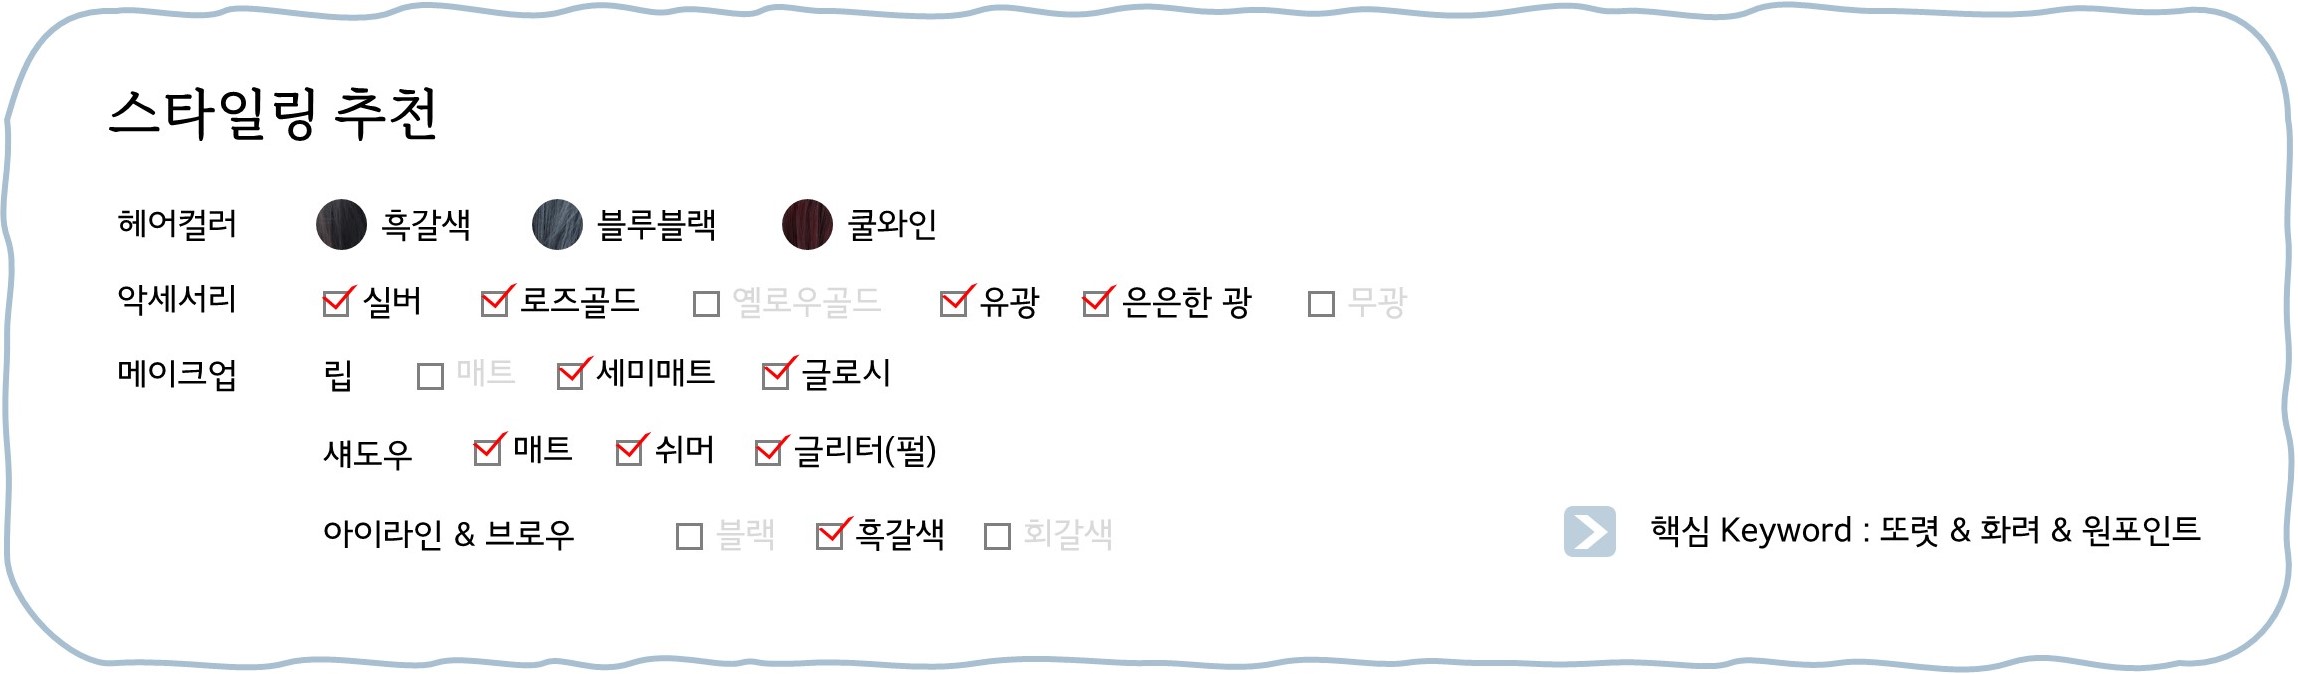 스타일링 추천
헤어컬러 흑갈색 블루블랙 쿨와인
악세서리 실버 로즈골드 옐로우골드 유광 은은한 광 무광
메이크업 립 매트 세미매트 글로시
섀도우 매트 쉬머 글리터(펄)
아이라인 & 브로우 블랙 흑갈색 회갈색
핵심 Keyword : 또렷 & 화려 & 원포인트